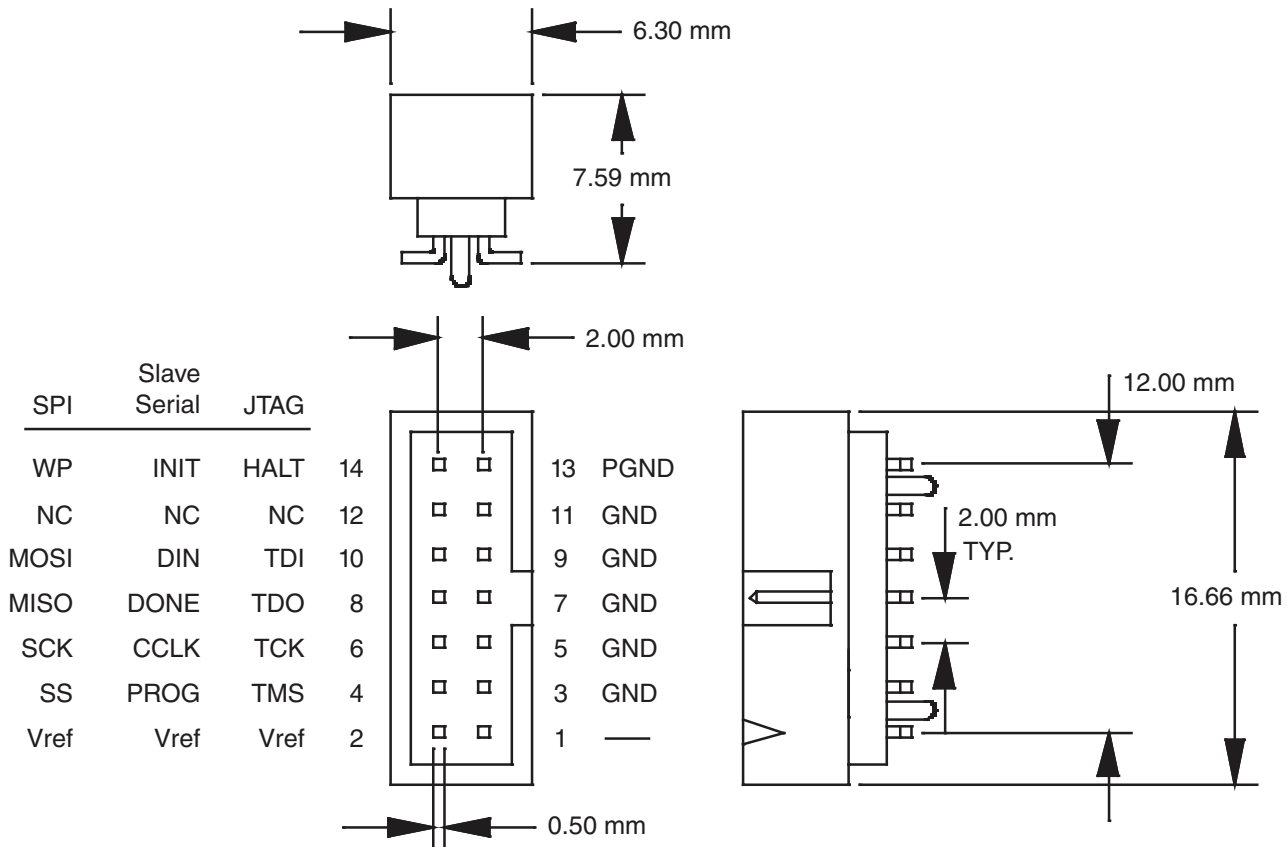 6.30 mm
7.59 mm
2.00 mm
Slave
SPI Serial JTAG
12.00 mm
WP INIT HALT 14 13 PGND
NC NC NC 12 11 GND
2.00 mm
TYP.
MOSI DIN TDI 10 9 GND
MISO DONE TDO 8 7 GND
16.66 mm
SCK CCLK TCK 6 5 GND
SS PROG TMS 4 3 GND
Vref Vref Vref 2 1 —
0.50 mm